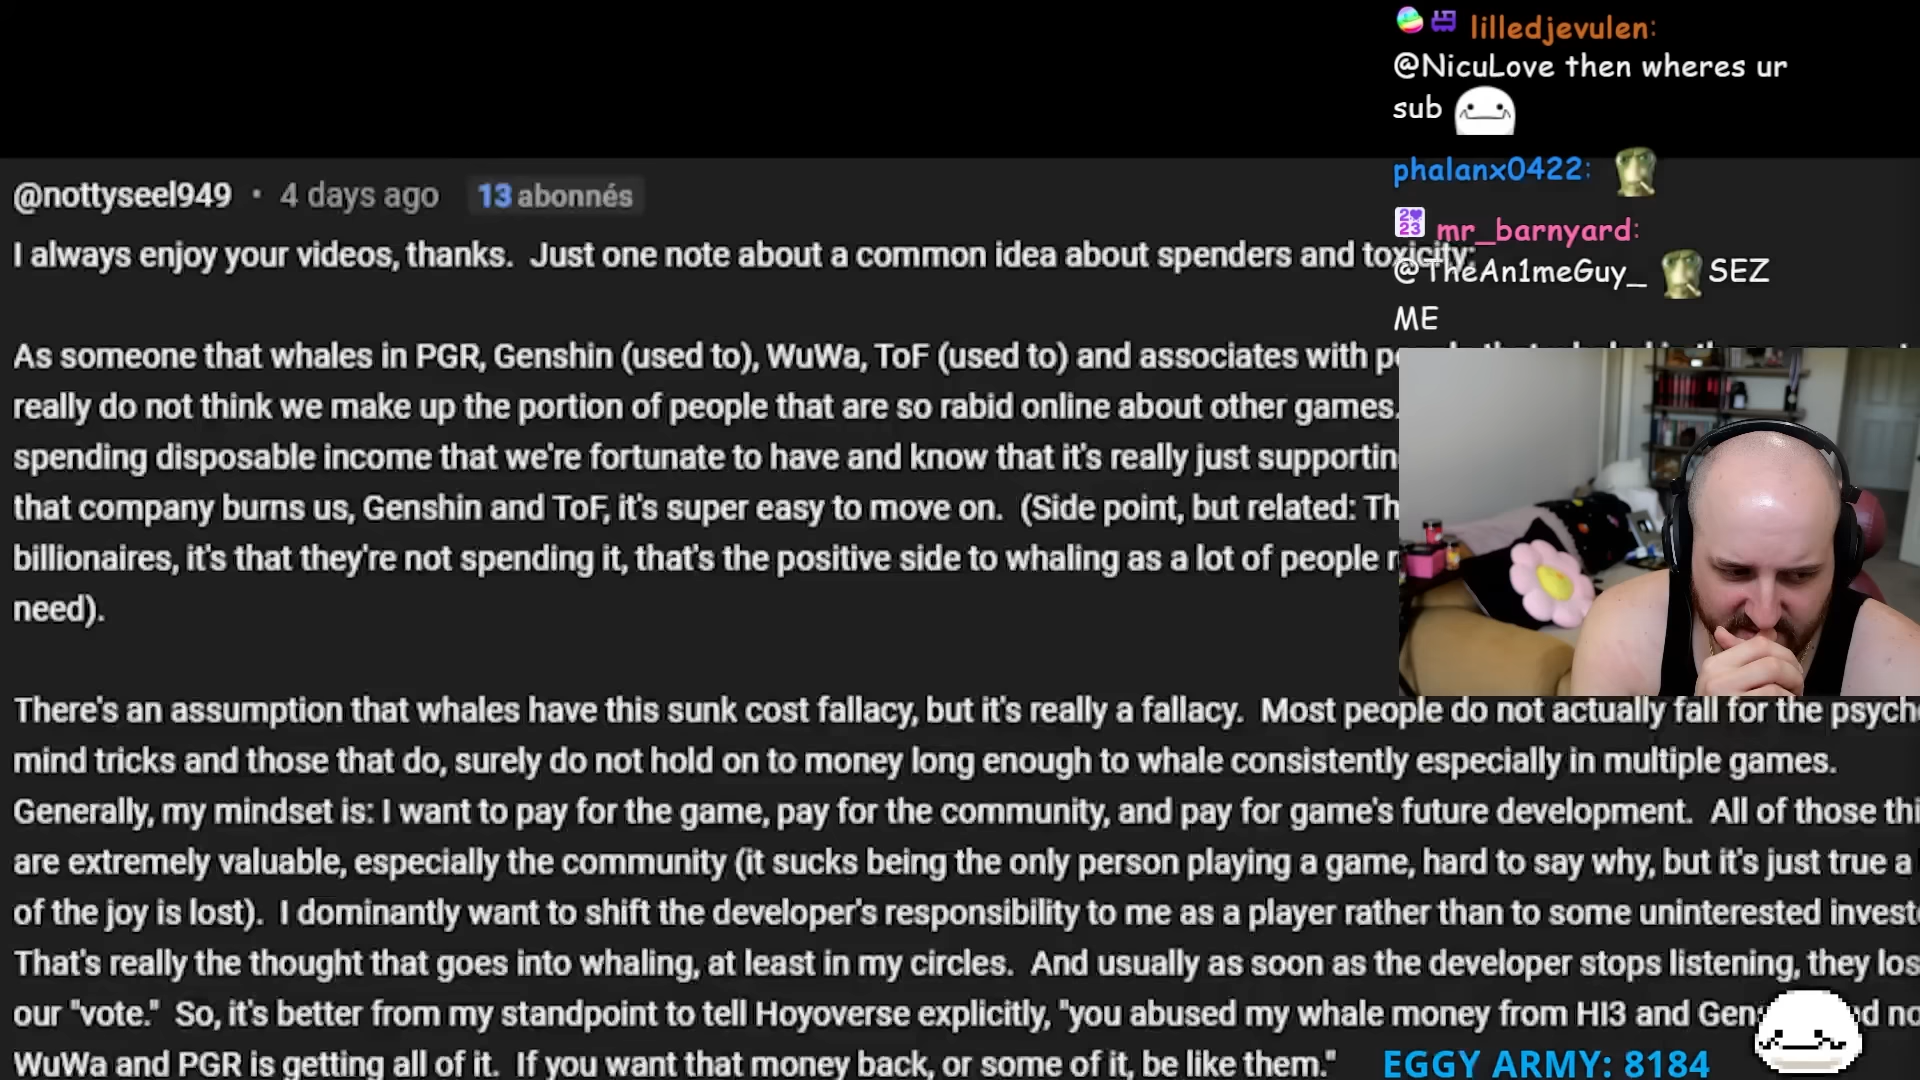 lilledjevulen:
@NicuLove then wheres ur
sub
phalanx0422:
mr_barnyard:
@TheAn1meGuy_ SEZ
ME
@nottyseel949 · 4 days ago 13 abonnés
I always enjoy your videos, thanks. Just one note about a common idea about spenders and toxicity;
As someone that whales in PGR, Genshin (used to), WuWa, ToF (used to) and associates with
really do not think we make up the portion of people that are so rabid online about other games.
spending disposable income that we're fortunate to have and know that it's really just
that company burns us, Genshin and ToF, it's super easy to move on. (Side point, but related:
billionaires, it's that they're not spending it, that's the positive side to whaling as a lot of people
need).
There's an assumption that whales have this sunk cost fallacy, but it's really a fallacy. Most people do not actually fall for the
mind tricks and those that do, surely do not hold on to money long enough to whale consistently especially in multiple games.
Generally, my mindset is: I want to pay for the game, pay for the community, and pay for game's future development. All of those
are extremely valuable, especially the community (it sucks being the only person playing a game, hard to say why, but it's just true a
of the joy is lost). I dominantly want to shift the developer's responsibility to me as a player rather than to some uninterested
That's really the thought that goes into whaling, at least in my circles. And usually as soon as the developer stops listening, they
our "vote." So, it's better from my standpoint to tell Hoyoverse explicitly, "you abused my whale money from HI3 and
WuWa and PGR is getting all of it. If you want that money back, or some of it, be like them."
EGGY ARMY: 8184